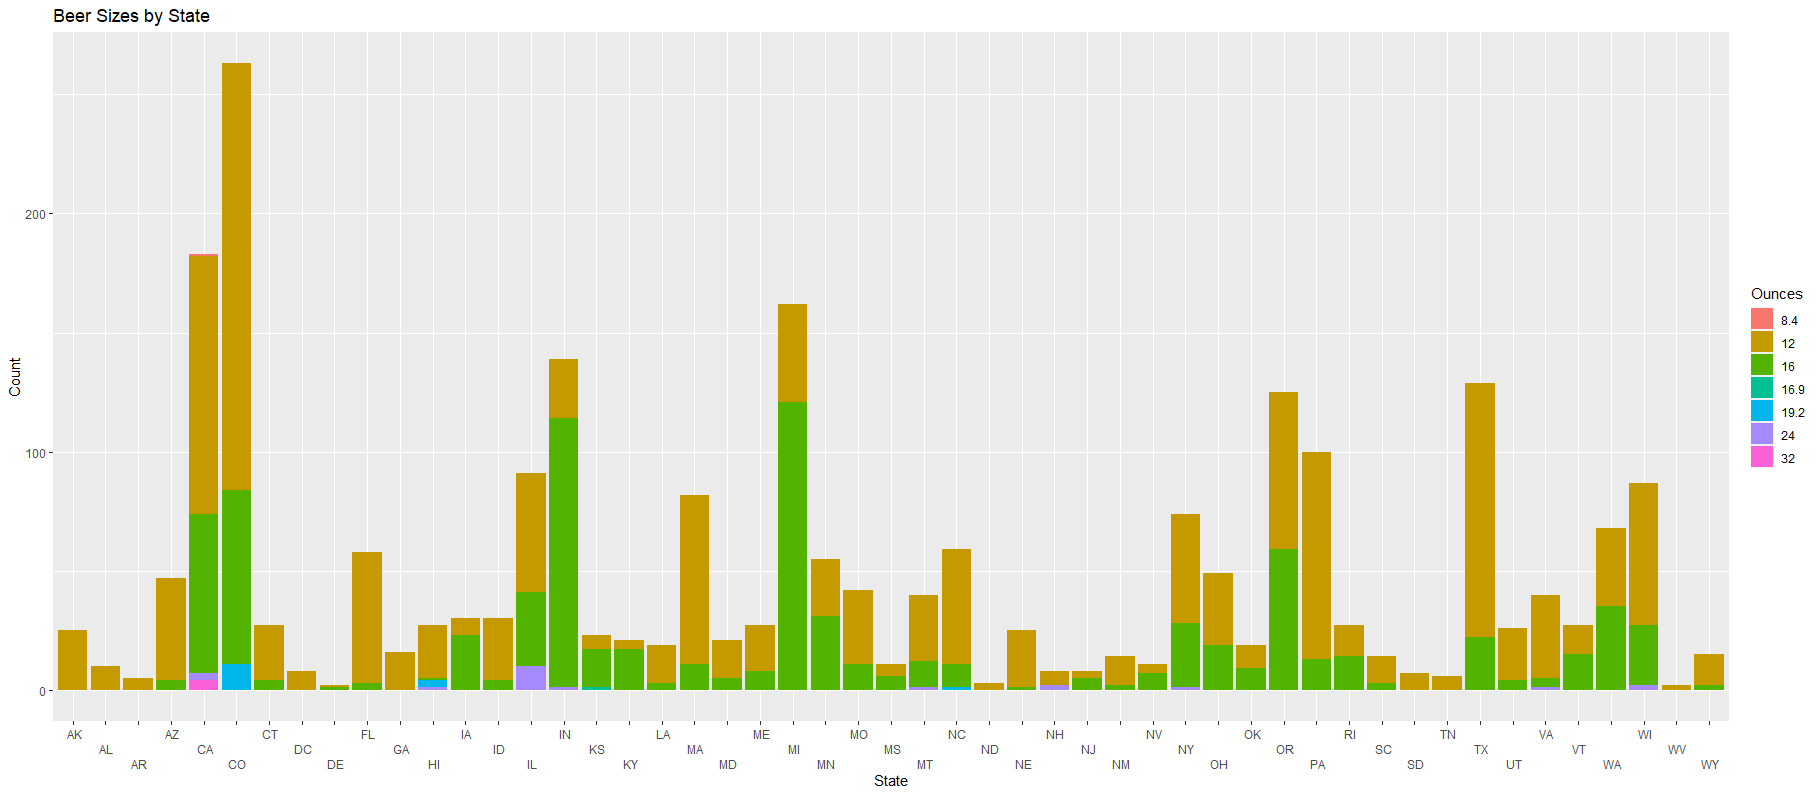 Beer Sizes by State
Count
200
100
0
AK AZ CT FL IA IN LA ME MO NC NH NV OK RI TN VA WI
AL CA DC GA ID KS MA MI MS ND NJ NY OR SC TX VT WV
AR CO DE HI IL KY MD MN MT NE NM OH PA SD UT WA WY
State
Ounces
8.4
12
16
16.9
19.2
24
32